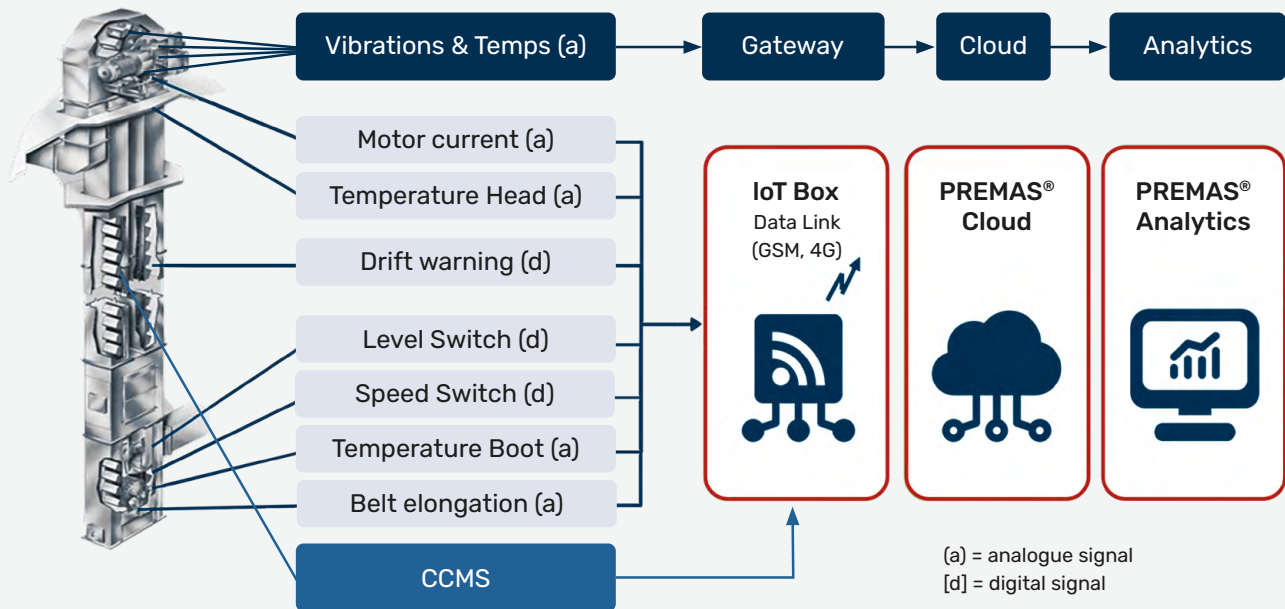 Vibrations & Temps (a)
Gateway
Cloud
Analytics
Motor current (a)
Temperature Head (a)
Drift warning (d)
Level Switch (d)
Speed Switch (d)
Temperature Boot (a)
Belt elongation (a)
CCMS
IoT Box
Data Link
(GSM, 4G)
PREMAS®
Cloud
PREMAS®
Analytics
(a) = analogue signal
[d] = digital signal